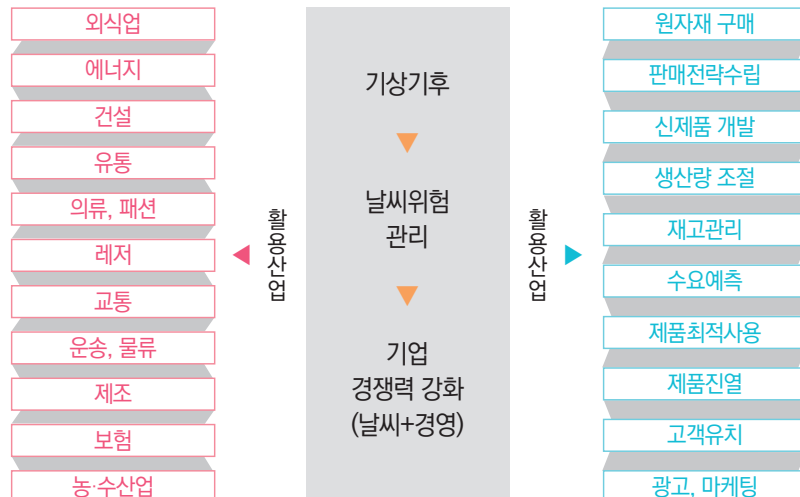 외식업
에너지
건설
유통
의류, 패션
레저
교통
운송, 물류
제조
보험
농·수산업
활용산업
기상기후
날씨위험
관리
기업
경쟁력 강화
(날씨+경영)
활용산업
원자재 구매
판매전략수립
신제품 개발
생산량 조절
재고관리
수요예측
제품최적사용
제품진열
고객유치
광고, 마케팅